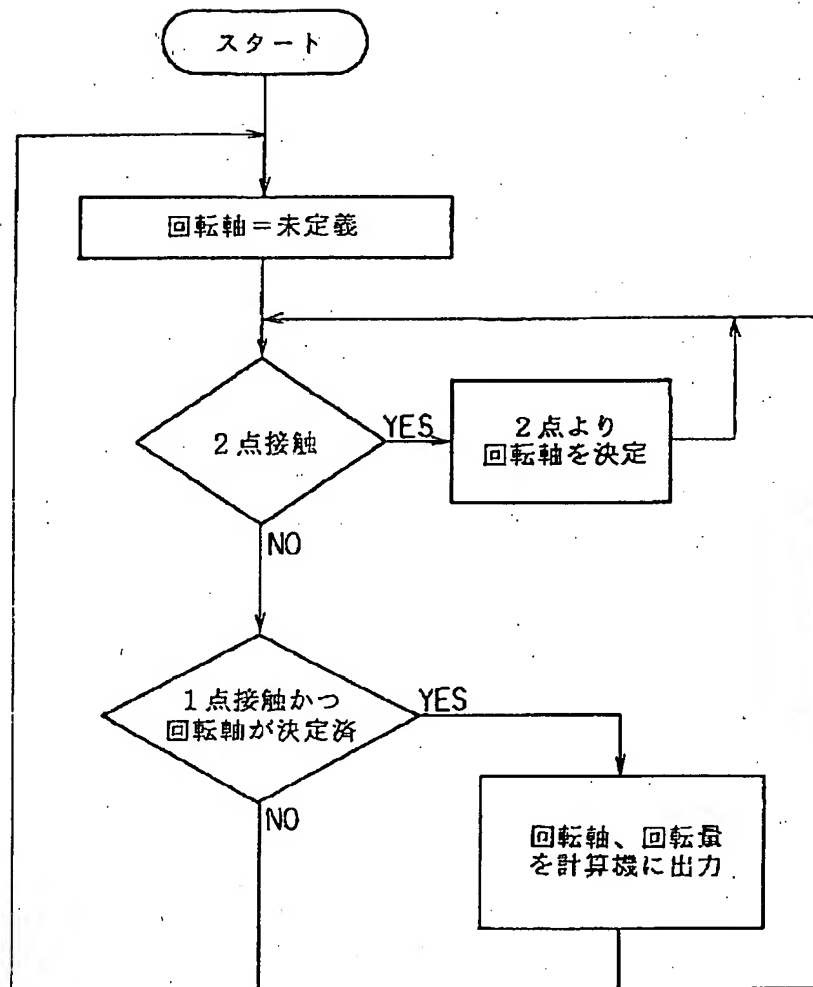 スタート
回転軸=未定義
2点接触
YES
2点より
回転軸を決定
NO
1点接触かつ
回転軸が決定済
YES
NO
回転軸、回転量
を計算機に出力